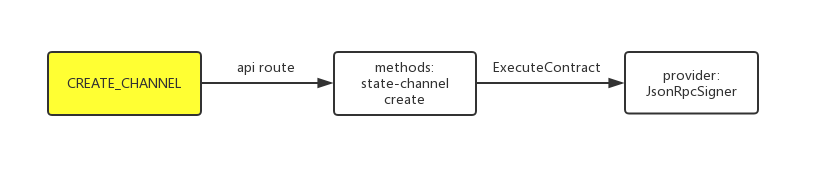 CREATE_CHANNEL
api route
methods:
state-channel
create
ExecuteContract
provider:
JsonRpcSigner